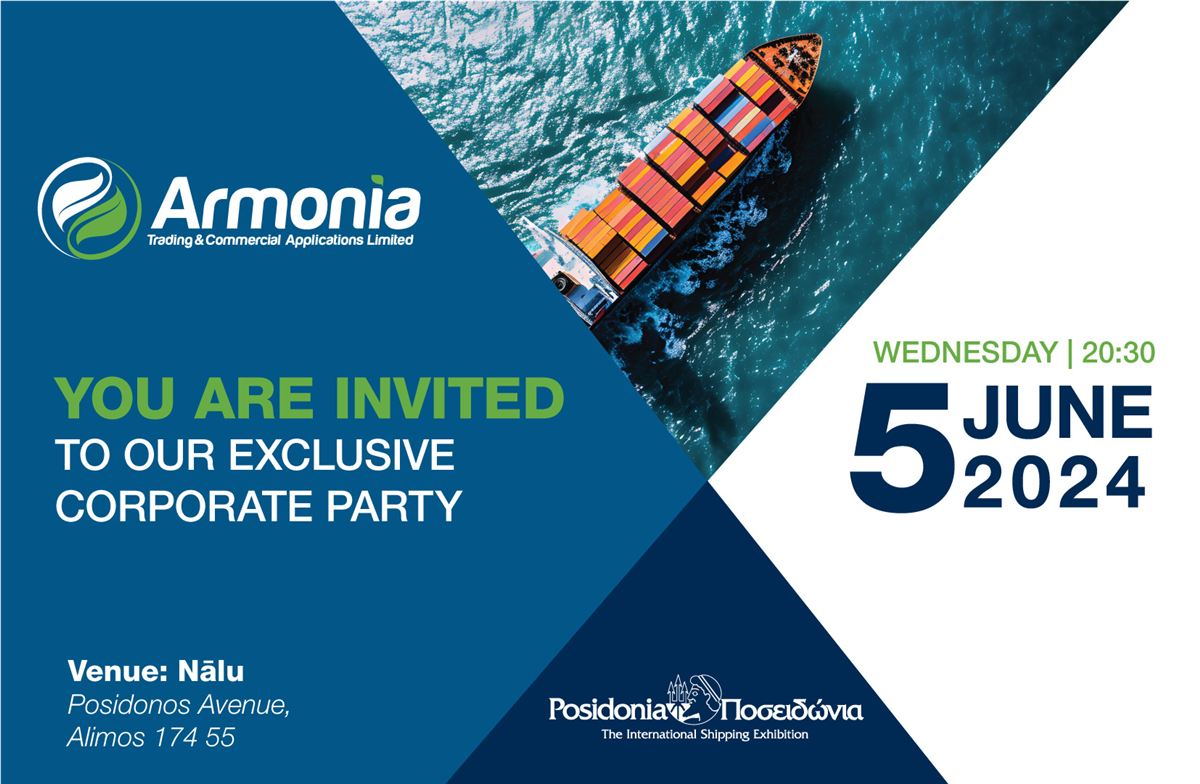 Armonia
Trading & Commercial Applications Limited
YOU ARE INVITED
TO OUR EXCLUSIVE
CORPORATE PARTY
WEDNESDAY | 20:30
5 JUNE
2024
Venue: Nālu
Posidonos Avenue,
Alimos 174 55
Posidonia Ποσειδώνια
The International Shipping Exhibition